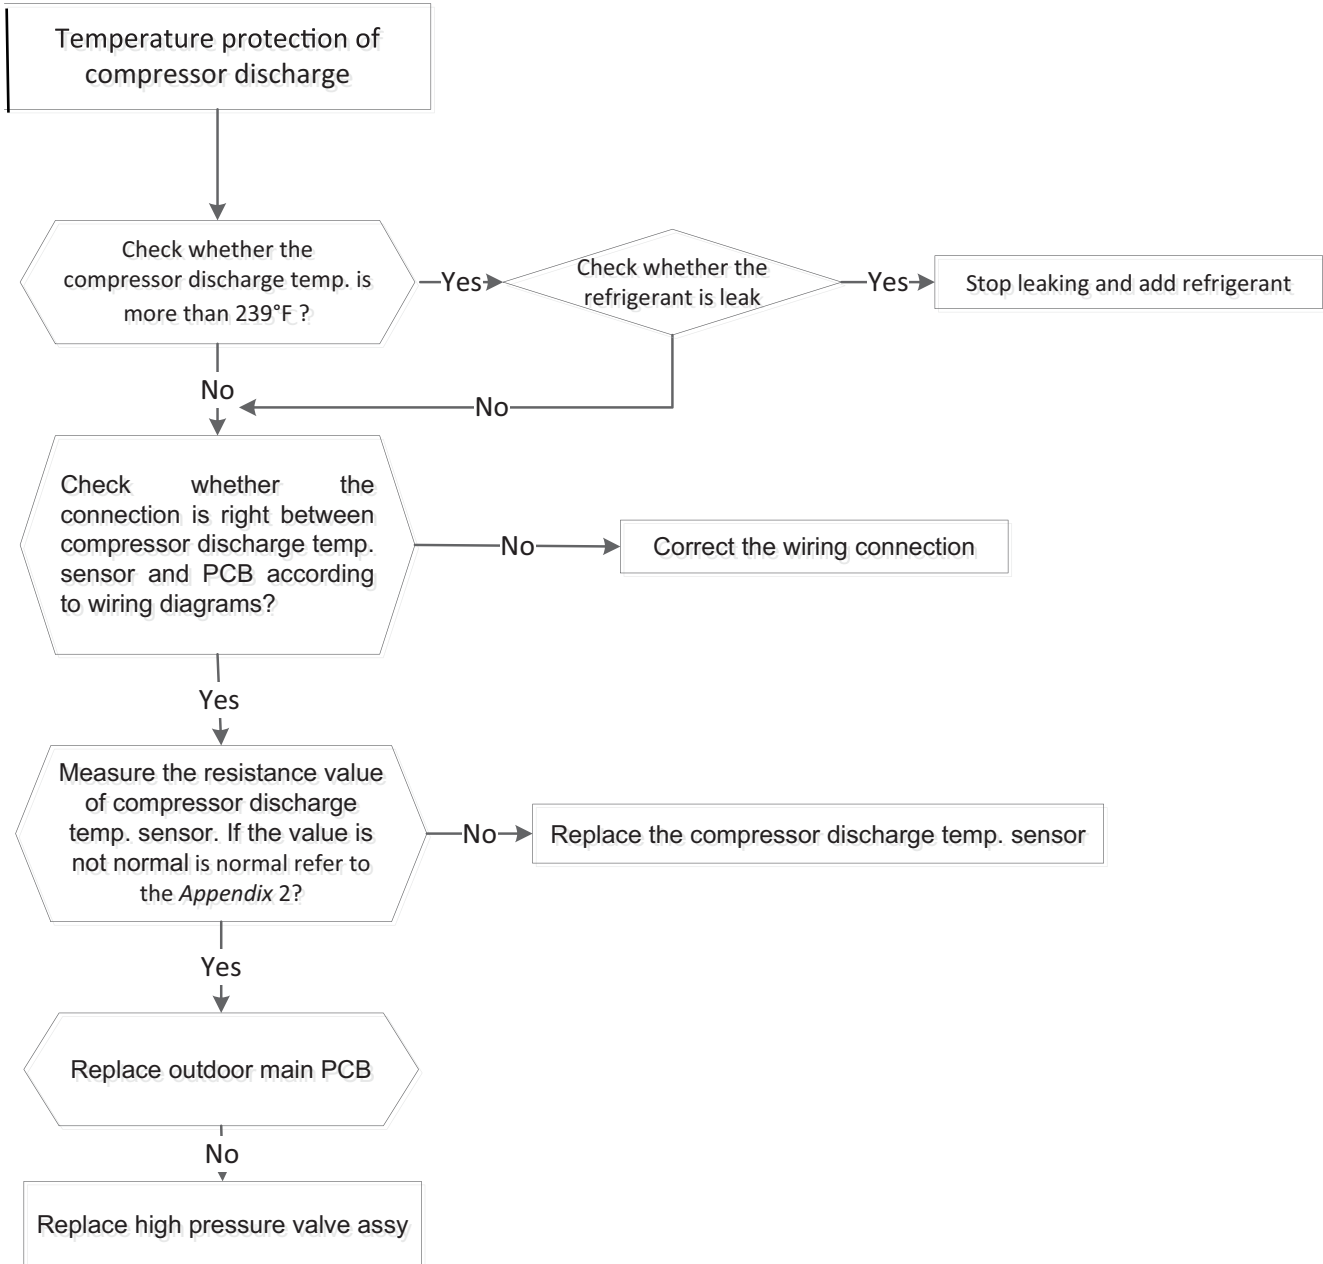 Temperature protection of
compressor discharge
Check whether the
compressor discharge temp. is
more than 239°F ?
Yes
Check whether the
refrigerant is leak
Yes
Stop leaking and add refrigerant
No
No
Check whether the
connection is right between
compressor discharge temp.
sensor and PCB according
to wiring diagrams?
No
Correct the wiring connection
Yes
Measure the resistance value
of compressor discharge
temp. sensor. If the value is
not normal is normal refer to
the Appendix 2?
No
Replace the compressor discharge temp. sensor
Yes
Replace outdoor main PCB
No
Replace high pressure valve assy